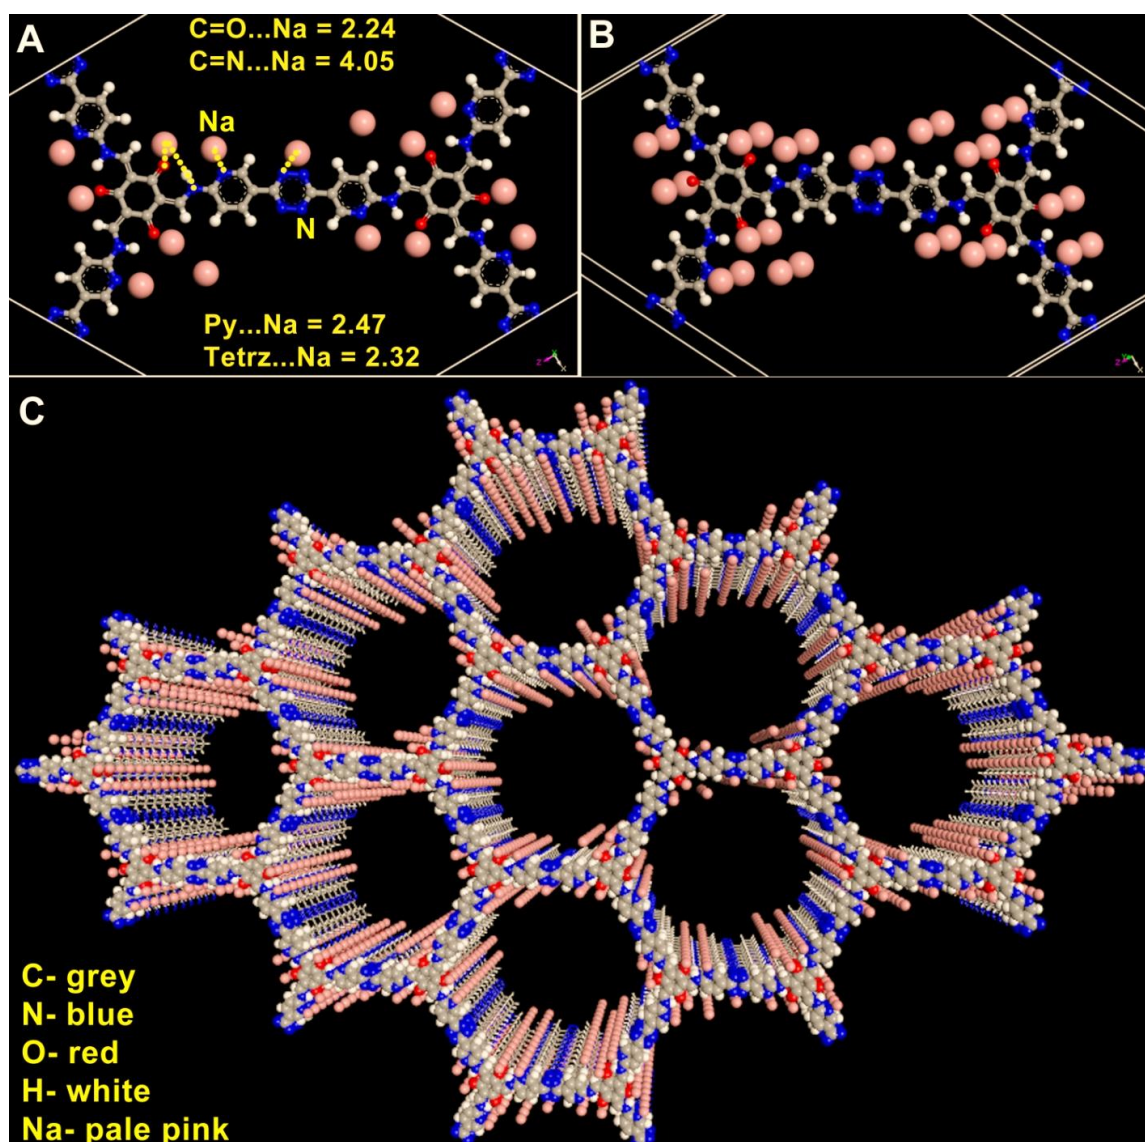 A
C=O...Na = 2.24
C=N...Na = 4.05
Na
N
Py...Na = 2.47
Tetrz...Na = 2.32
B
C
C- grey
N- blue
O- red
H- white
Na- pale pink